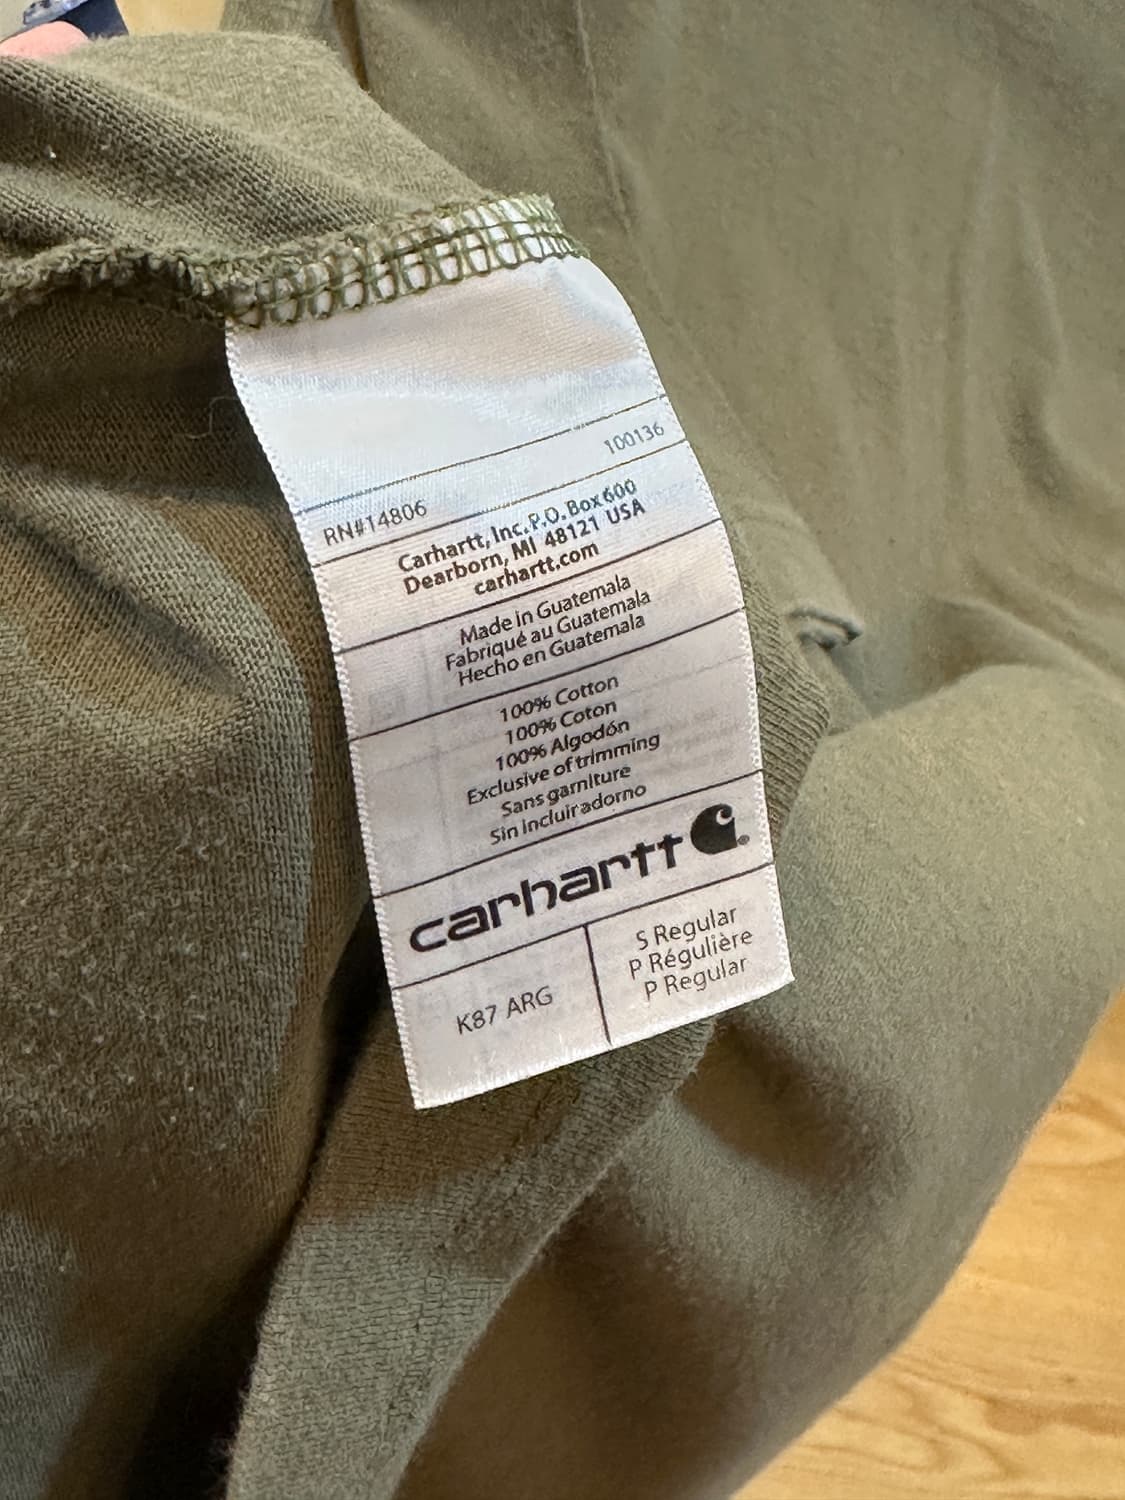 RN#14806 100136
Carhartt, Inc. P.O. Box 600
Dearborn, MI 48121 USA
carhartt.com
Made in Guatemala
Fabriqué au Guatemala
Hecho en Guatemala
100% Cotton
100% Coton
100% Algodón
Exclusive of trimming
Sans garniture
Sin incluir adorno
carhartt
K87 ARG
S Regular
P Régulière
P Regular